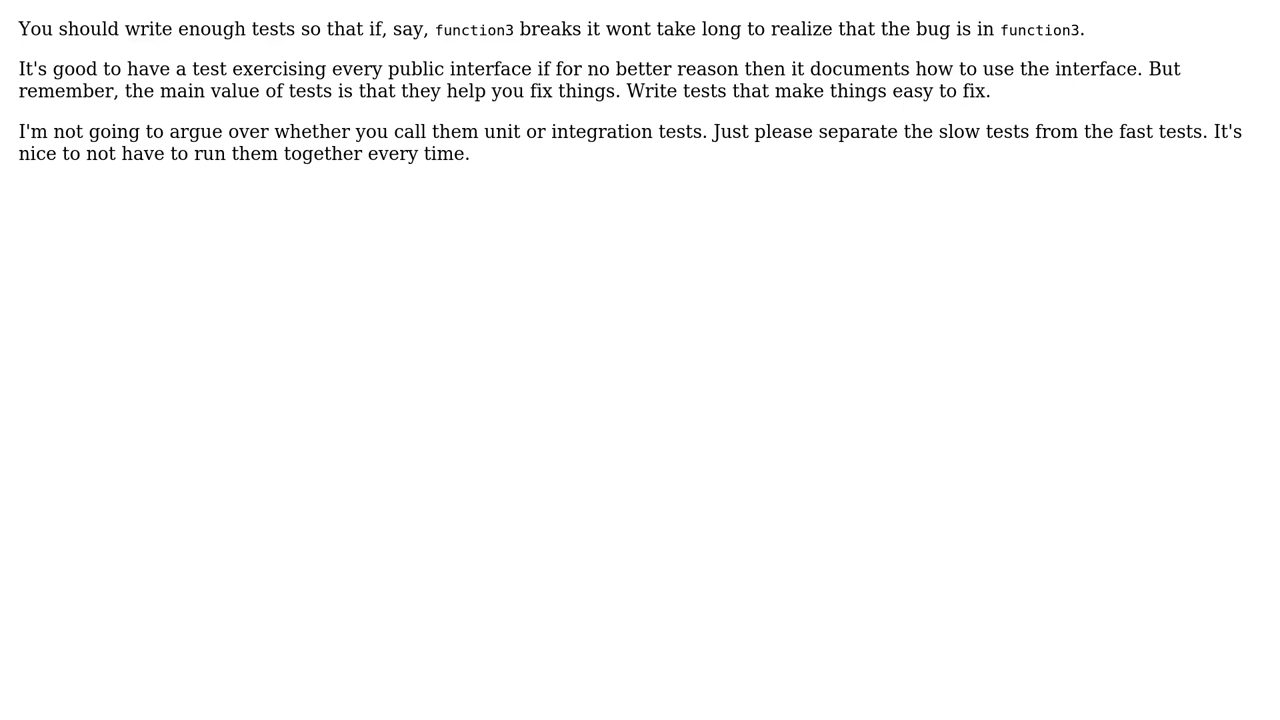 You should write enough tests so that if, say, function3 breaks it wont take long to realize that the bug is in function3.
It's good to have a test exercising every public interface if for no better reason then it documents how to use the interface. But
remember, the main value of tests is that they help you fix things. Write tests that make things easy to fix.
I'm not going to argue over whether you call them unit or integration tests. Just please separate the slow tests from the fast tests. It's
nice to not have to run them together every time.